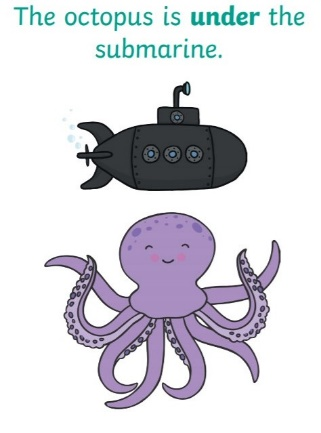 The octopus is under the
submarine.